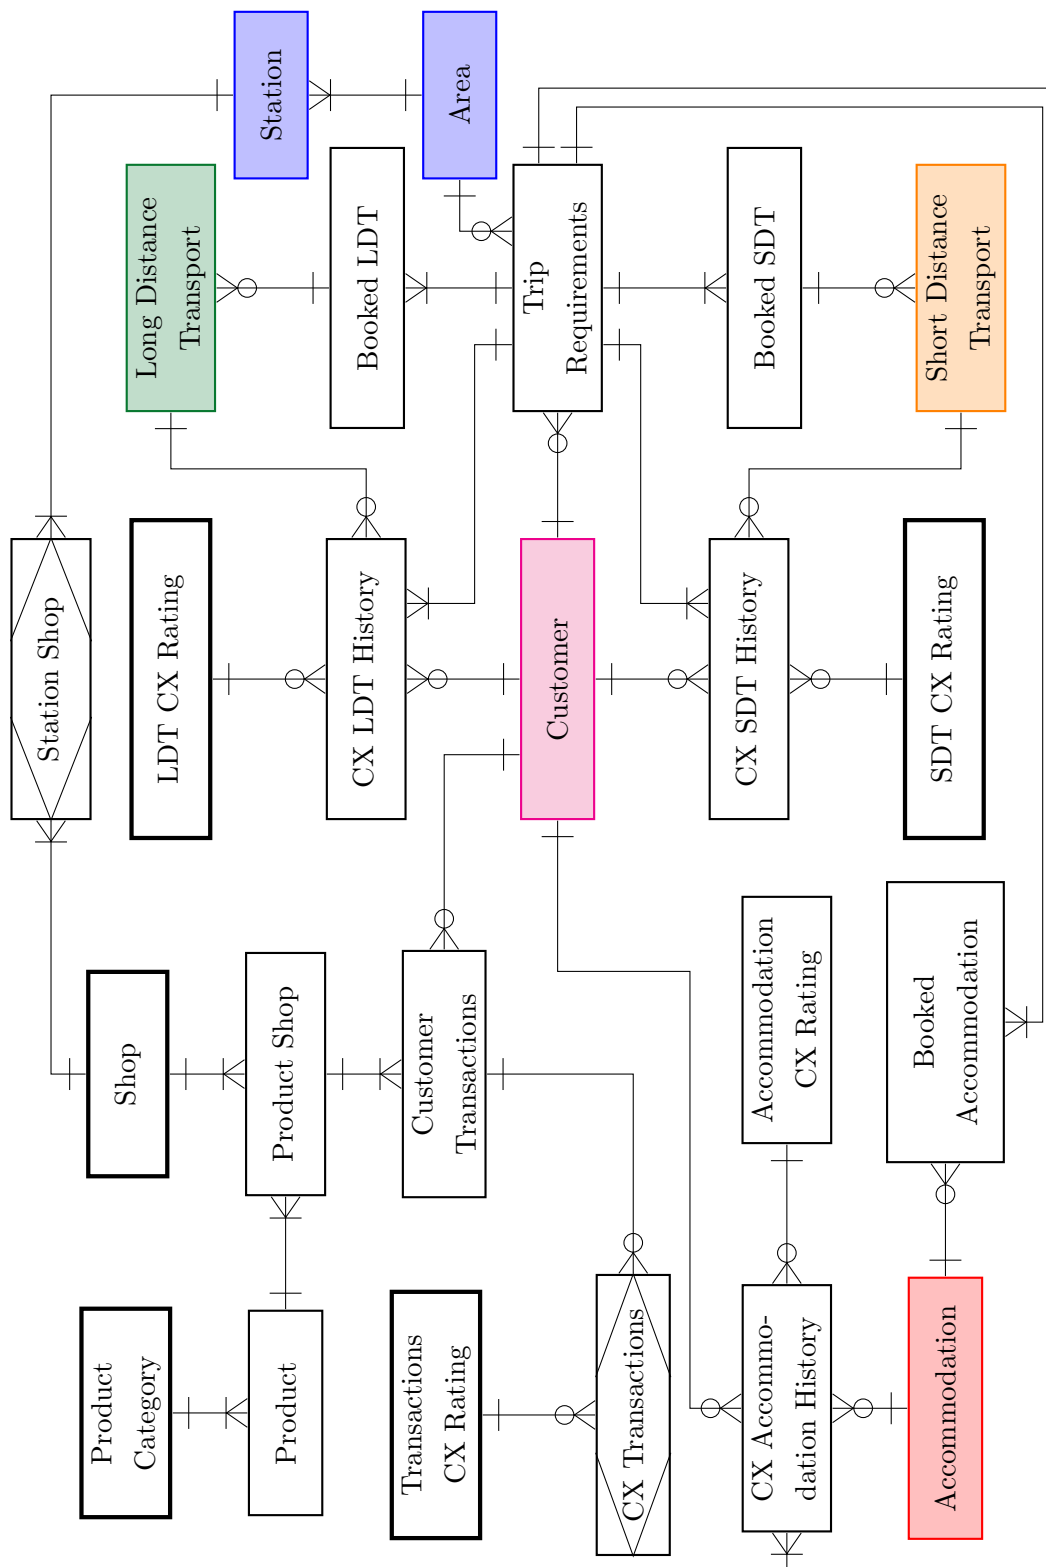 Station Shop
Product
Category
Shop
LDT CX Rating
Long Distance
Transport
Product
Product Shop
Station
CX LDT History
Booked LDT
Transactions
CX Rating
Customer
Transactions
Area
Customer
Trip
Requirements
CX Transactions
CX Accommo-
dation History
Accommodation
CX Rating
CX SDT History
Booked SDT
Accommodation
Booked
Accommodation
SDT CX Rating
Short Distance
Transport